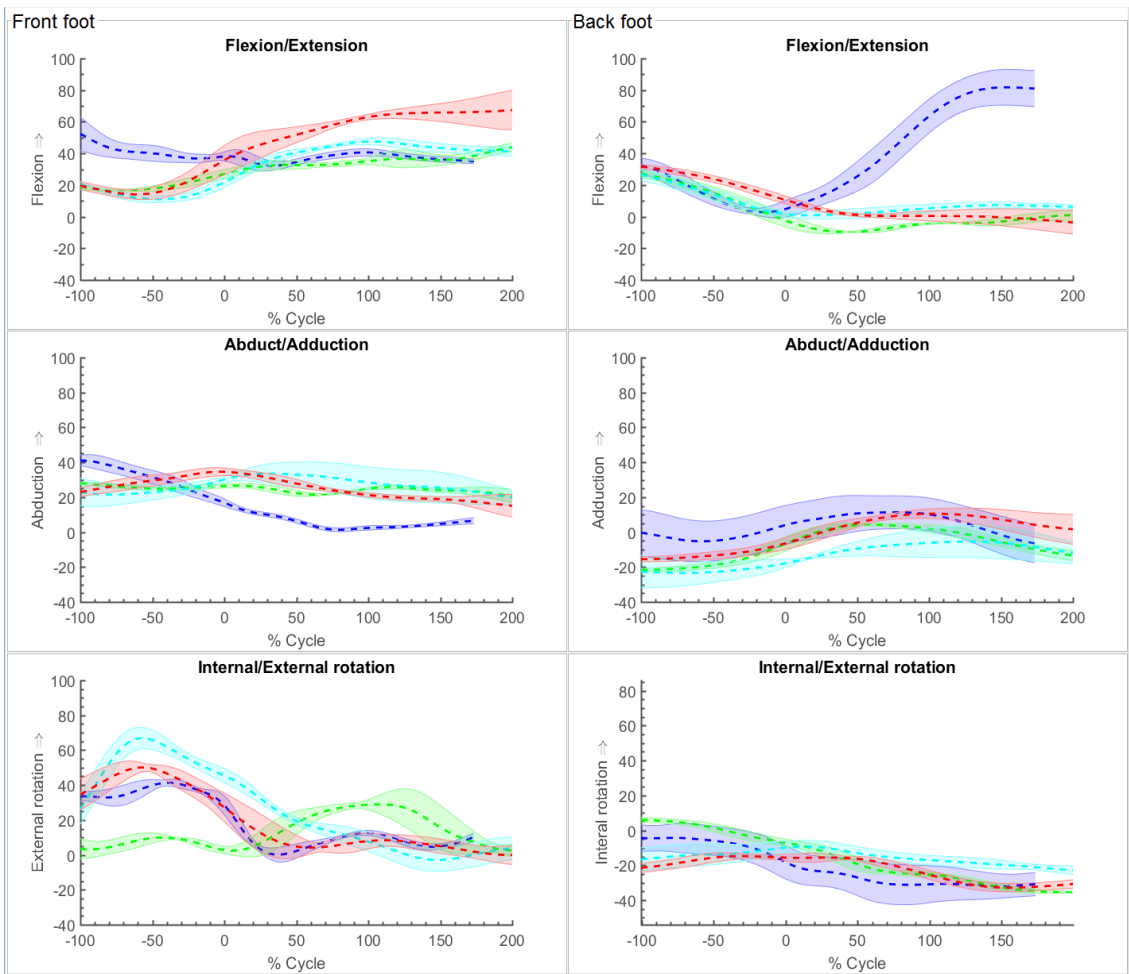 Front foot
Flexion/Extension
100
80
60
40
20
0
-20
-40
Flexion ⇒
-100 -50 0 50 100 150 200
% Cycle
Back foot
Flexion/Extension
100
80
60
40
20
0
-20
-40
Flexion ⇒
-100 -50 0 50 100 150 200
% Cycle
Abduct/Adduction
100
80
60
40
20
0
-20
-40
Abduction ⇒
-100 -50 0 50 100 150 200
% Cycle
Abduct/Adduction
100
80
60
40
20
0
-20
-40
Adduction ⇒
-100 -50 0 50 100 150 200
% Cycle
Internal/External rotation
100
80
60
40
20
0
-20
-40
External rotation ⇒
-100 -50 0 50 100 150 200
% Cycle
Internal/External rotation
80
60
40
20
0
-20
-40
Interal rotation ⇒
-100 -50 0 50 100 150
% Cycle